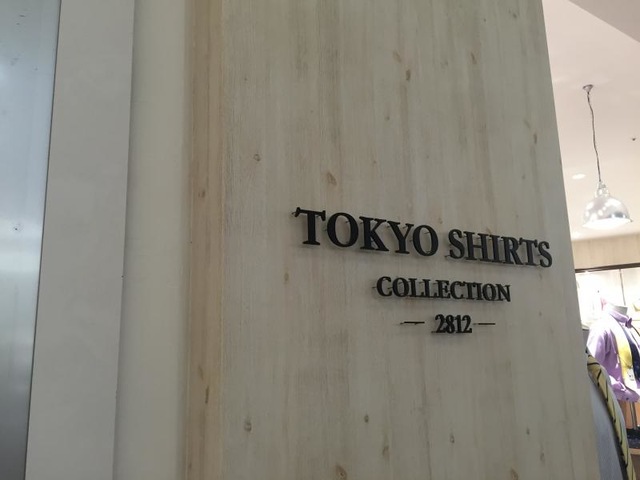 TOKYO SHIRTS
COLLECTION
— 2812 —